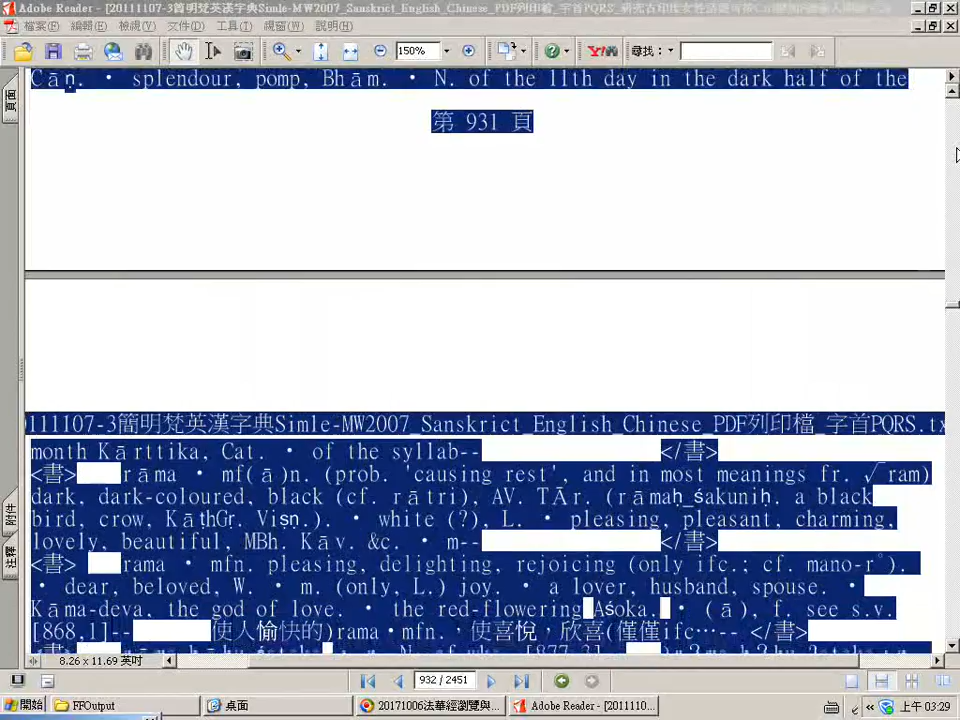 Adobe Reader - [20111107-3簡明梵英漢字典Simle-MW2007_Sanskrict_English_Chinese_PDF列印檔_字首PQRS.
檔案(F) 編輯(E) 檢視(V) 文件(D) 工具(T) 視窗(W) 說明(H)
150% 尋找:
頁面
Cāṇ. • splendour, pomp, Bhām. • N. of the 11th day in the dark half of the
第 931 頁
111107-3簡明梵英漢字典Simle-MW2007_Sanskrict_English_Chinese_PDF列印檔_字首PQRS.tx
month Kārttika, Cat. • of the syllab-- </書>
<書> rāma • mf(ā)n. (prob. 'causing rest', and in most meanings fr. √ram)
dark, dark-coloured, black (cf. rātri), AV. TĀr. (rāmaḥ_śakuniḥ. a black
bird, crow, KāṭhGṛ. Viṣṇ.). • white (?), L. • pleasing, pleasant, charming,
lovely, beautiful, MBh. Kāv. &c. • m-- </書>
<書> rama • mfn. pleasing, delighting, rejoicing (only ifc.; cf. mano-r°).
• dear, beloved, W. • m. (only, L.) joy. • a lover, husband, spouse. •
Kāma-deva, the god of love. • the red-flowering Aśoka. • (ā), f. see s.v.
[868,1]-- 使人愉快的)rama•mfn.，使喜悅，欣喜(僅僅ifc…-- </書>
附件
注釋
8.26 x 11.69 英吋
932 / 2451
開始 FFOutput 桌面 20171006法華經瀏覽與... Adobe Reader - [2011110... 上午 03:29